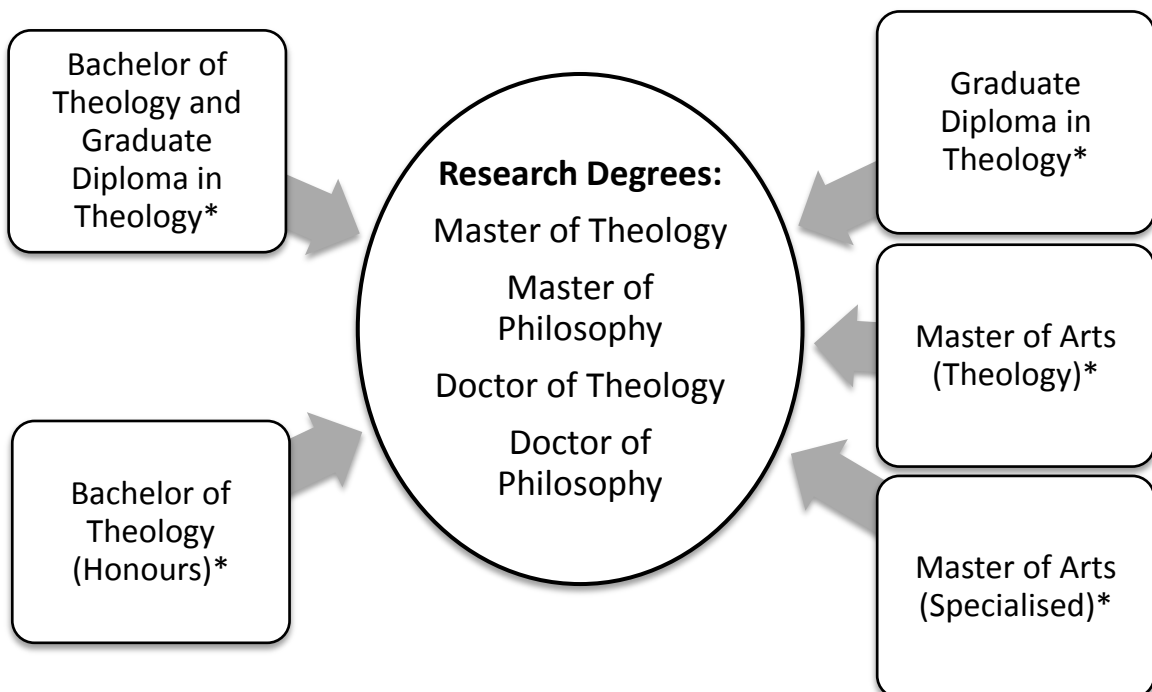 Bachelor of
Theology and
Graduate
Diploma in
Theology*
Bachelor of
Theology
(Honours)*
Research Degrees:
Master of Theology
Master of
Philosophy
Doctor of Theology
Doctor of
Philosophy
Graduate
Diploma in
Theology*
Master of Arts
(Theology)*
Master of Arts
(Specialised)*